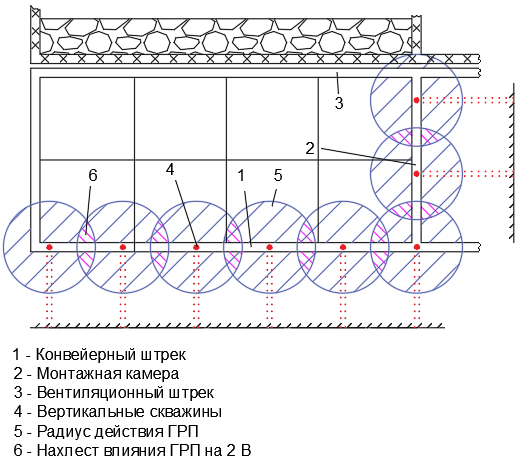 3
2
6
4
1
5
1 - Конвейерный штрек
2 - Монтажная камера
3 - Вентиляционный штрек
4 - Вертикальные скважины
5 - Радиус действия ГРП
6 - Нахлест влияния ГРП на 2 В